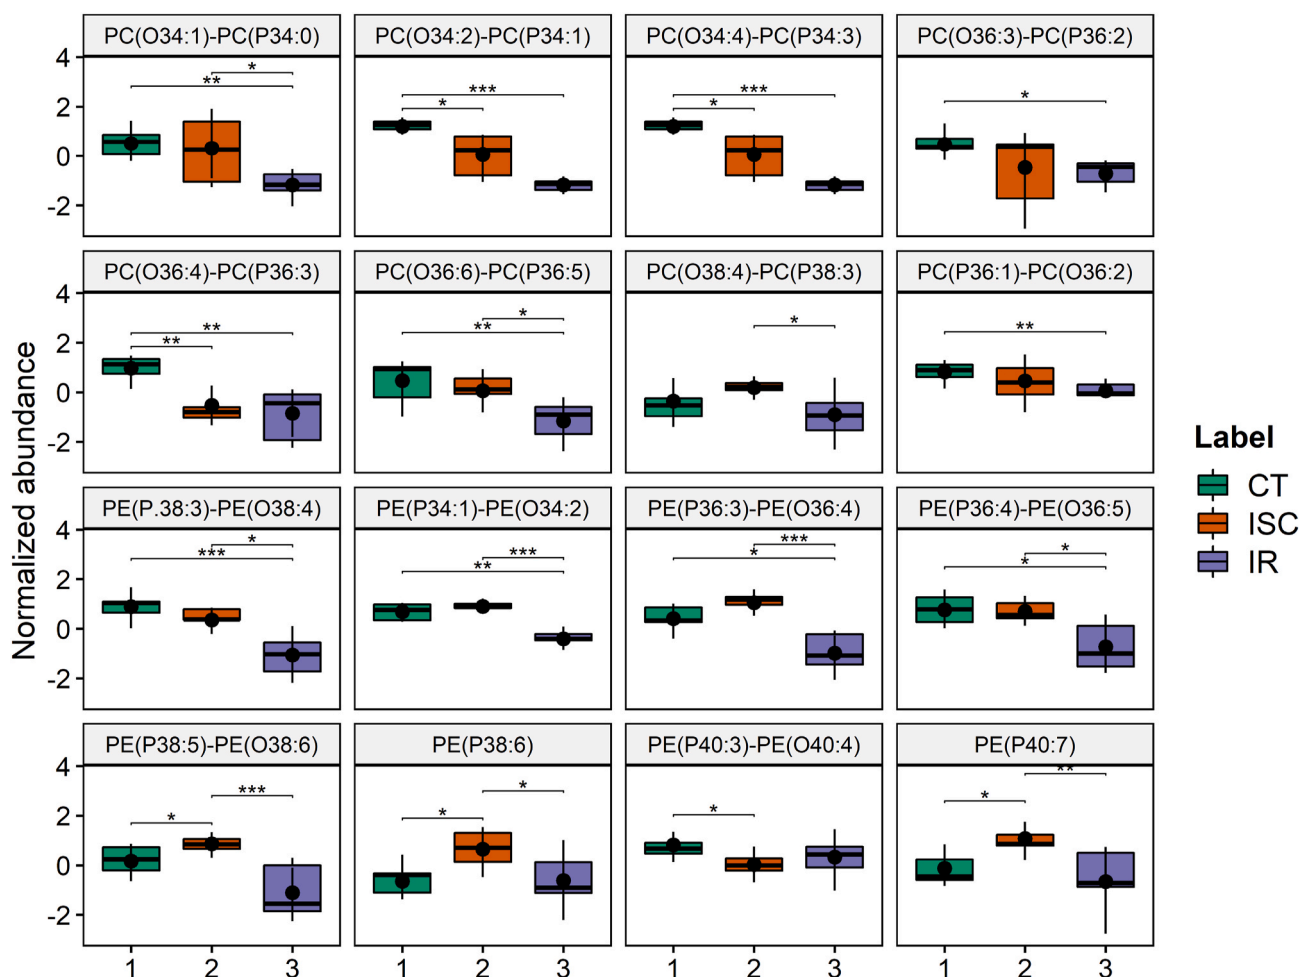 PC(O34:1)-PC(P34:0) PC(O34:2)-PC(P34:1) PC(O34:4)-PC(P34:3) PC(O36:3)-PC(P36:2)
4
* *** *** *
**
2 * *
0
-2
PC(O36:4)-PC(P36:3) PC(O36:6)-PC(P36:5) PC(O38:4)-PC(P38:3) PC(P36:1)-PC(O36:2)
4
** * * **
** **
2
0
-2
Normalized abundance
PE(P.38:3)-PE(O38:4) PE(P34:1)-PE(O34:2) PE(P36:3)-PE(O36:4) PE(P36:4)-PE(O36:5)
4
* *** *** *
*** ** * *
2
0
-2
PE(P38:5)-PE(O38:6) PE(P38:6) PE(P40:3)-PE(O40:4) PE(P40:7)
4
*** * * **
* * *
2
0
-2
1 2 3 1 2 3 1 2 3 1 2 3
Label
CT
ISC
IR